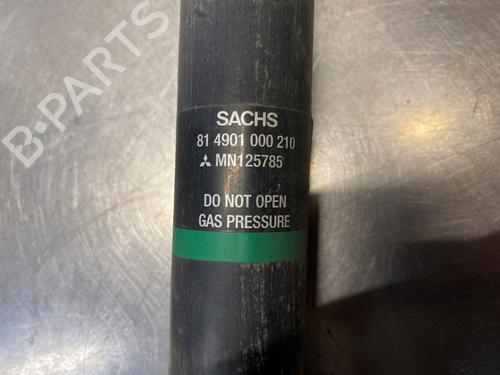 B-PARTS
SACHS
81 4901 000 210
MN125785
DO NOT OPEN
GAS PRESSURE